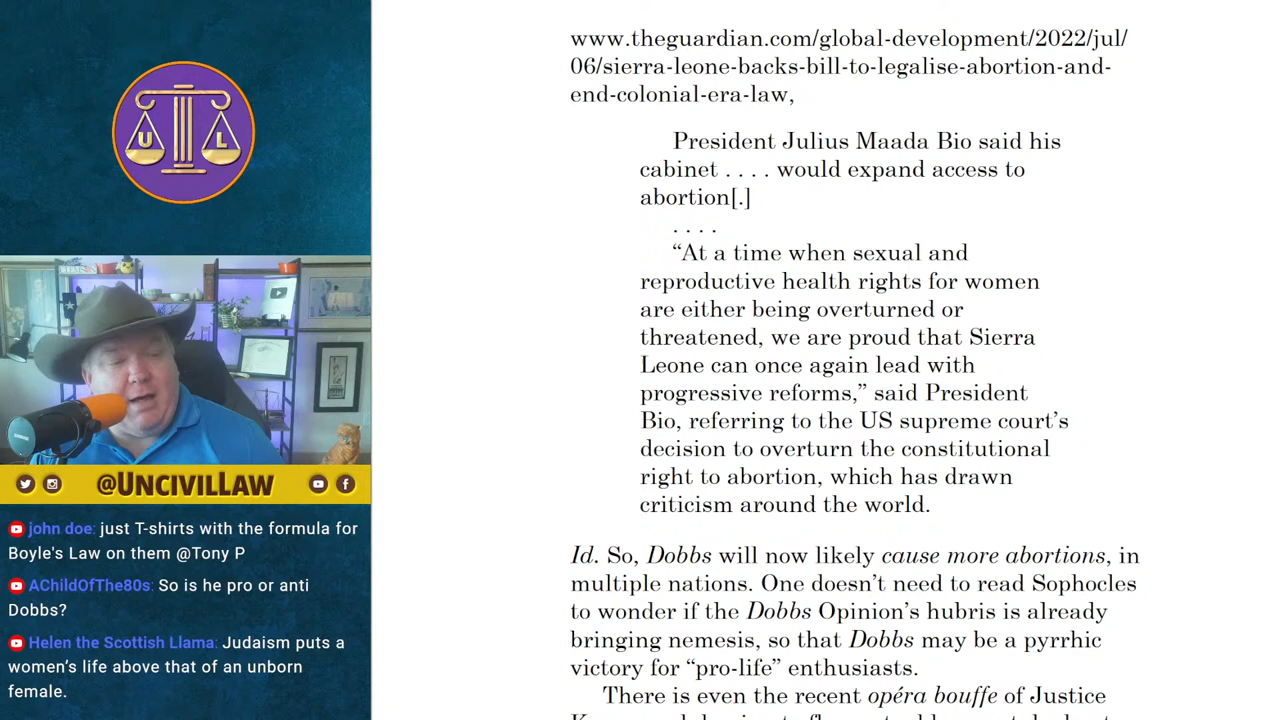 www.theguardian.com/global-development/2022/jul/
06/sierra-leone-backs-bill-to-legalise-abortion-and-
end-colonial-era-law,
President Julius Maada Bio said his
cabinet . . . . would expand access to
abortion[.]
. . . .
“At a time when sexual and
reproductive health rights for women
are either being overturned or
threatened, we are proud that Sierra
Leone can once again lead with
progressive reforms,” said President
Bio, referring to the US supreme court’s
decision to overturn the constitutional
right to abortion, which has drawn
criticism around the world.
Id. So, Dobbs will now likely cause more abortions, in
multiple nations. One doesn’t need to read Sophocles
to wonder if the Dobbs Opinion’s hubris is already
bringing nemesis, so that Dobbs may be a pyrrhic
victory for “pro-life” enthusiasts.
There is even the recent opéra bouffe of Justice
U L
@UNCIVILLAW
john doe: just T-shirts with the formula for
Boyle's Law on them @Tony P
AChildOfThe80s: So is he pro or anti
Dobbs?
Helen the Scottish Llama: Judaism puts a
women’s life above that of an unborn
female.